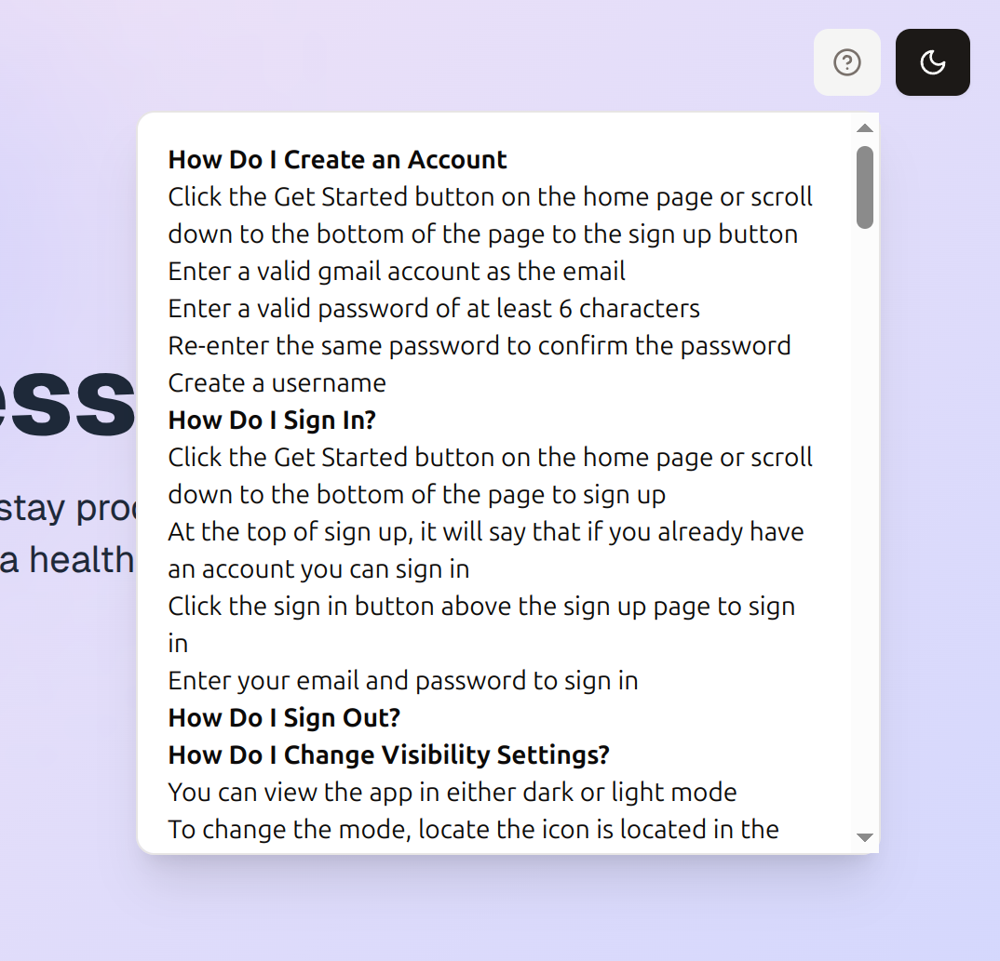 How Do I Create an Account
Click the Get Started button on the home page or scroll
down to the bottom of the page to the sign up button
Enter a valid gmail account as the email
Enter a valid password of at least 6 characters
Re-enter the same password to confirm the password
Create a username
How Do I Sign In?
Click the Get Started button on the home page or scroll
down to the bottom of the page to sign up
At the top of sign up, it will say that if you already have
an account you can sign in
Click the sign in button above the sign up page to sign
in
Enter your email and password to sign in
How Do I Sign Out?
How Do I Change Visibility Settings?
You can view the app in either dark or light mode
To change the mode, locate the icon is located in the
ess
stay proc
a health